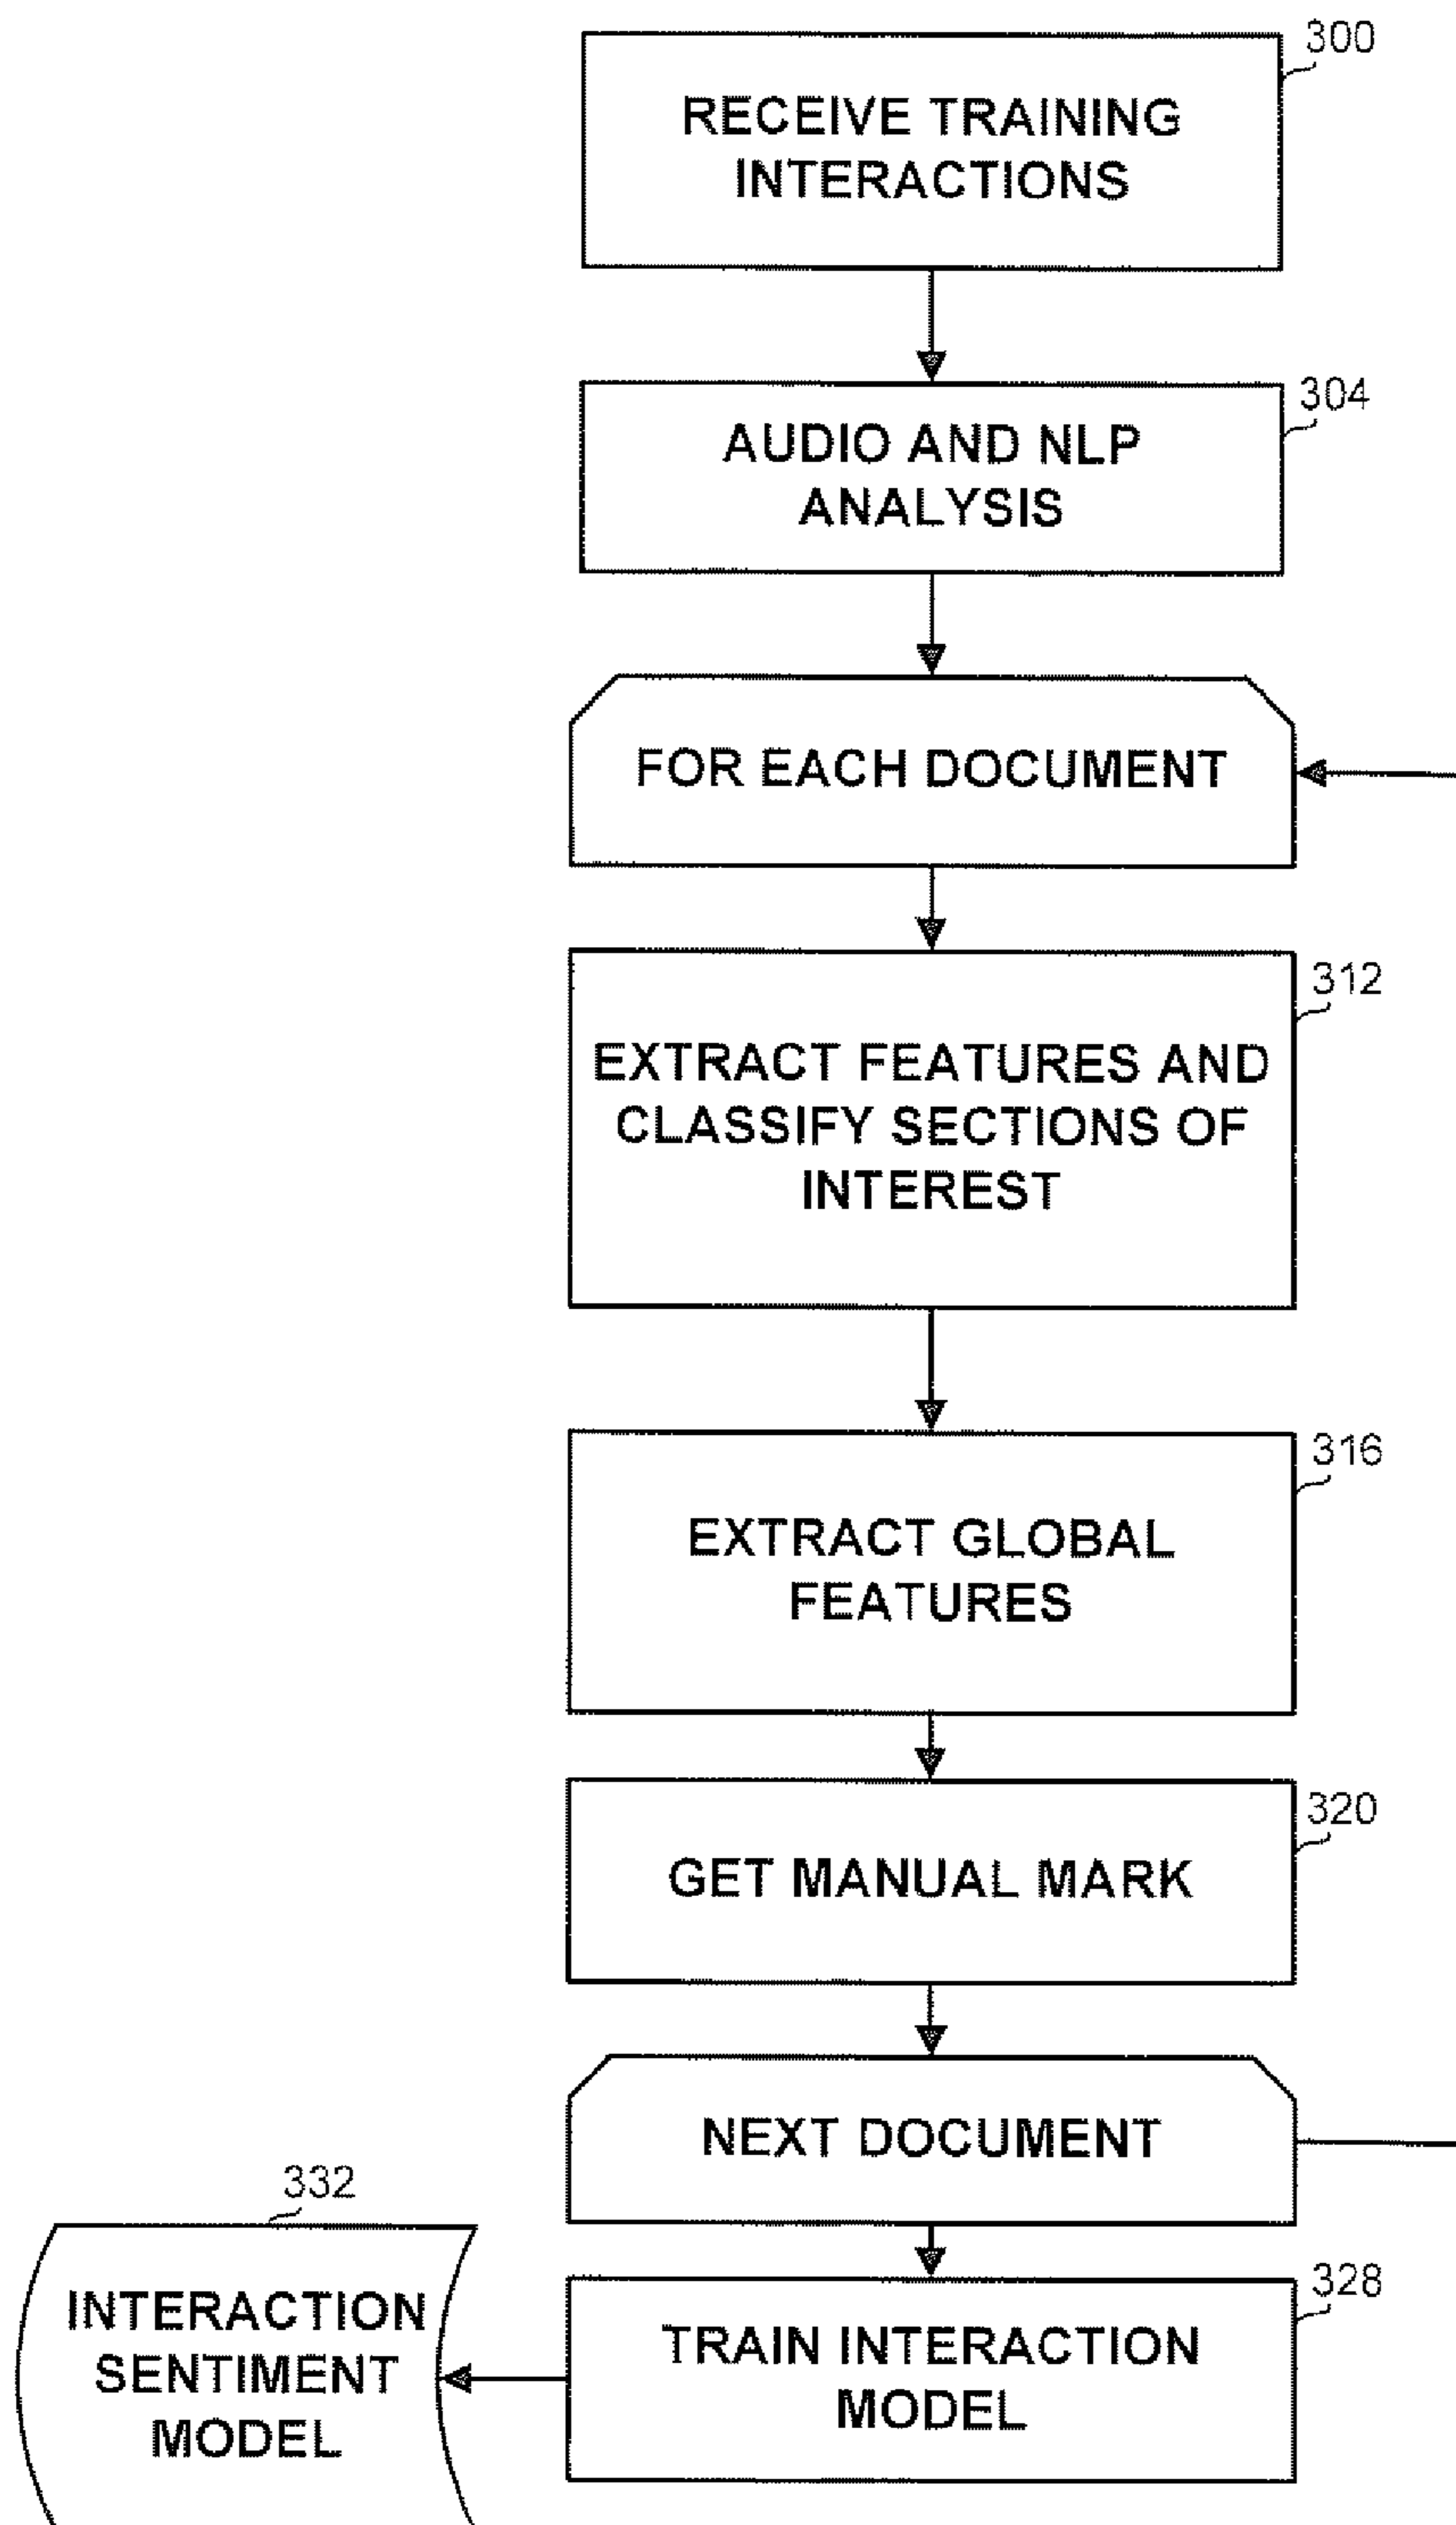 300
RECEIVE TRAINING
INTERACTIONS
304
AUDIO AND NLP
ANALYSIS
FOR EACH DOCUMENT
312
EXTRACT FEATURES AND
CLASSIFY SECTIONS OF
INTEREST
316
EXTRACT GLOBAL
FEATURES
320
GET MANUAL MARK
NEXT DOCUMENT
332
INTERACTION
SENTIMENT
MODEL
328
TRAIN INTERACTION
MODEL